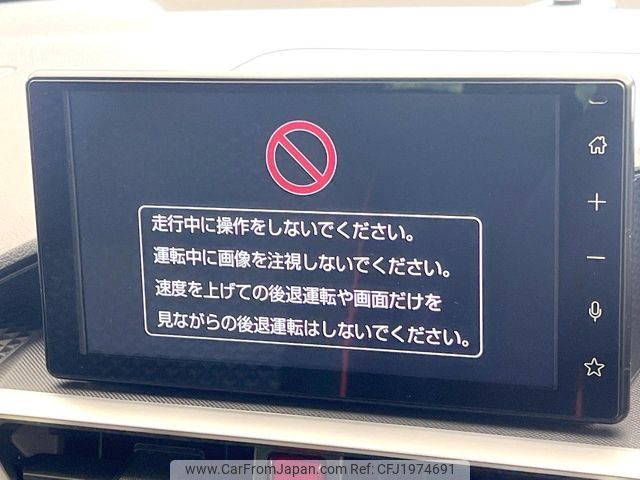 走行中に操作をしないでください。
運転中に画像を注視しないでください。
速度を上げての後退運転や画面だけを
見ながらの後退運転はしないでください。
www.CarFromJapan.com Photo ID: CFJ1974691